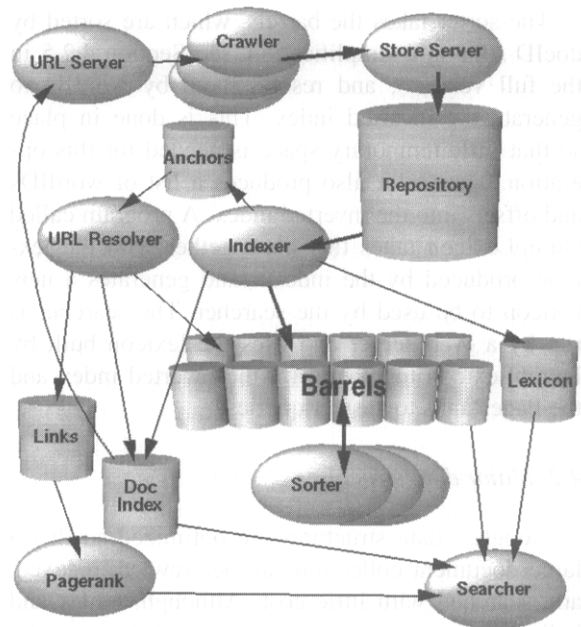 URL Server
Crawler
Store Server
Anchors
Repository
URL Resolver
Indexer
Barrels
Lexicon
Links
Doc
Index
Sorter
Pagerank
Searcher